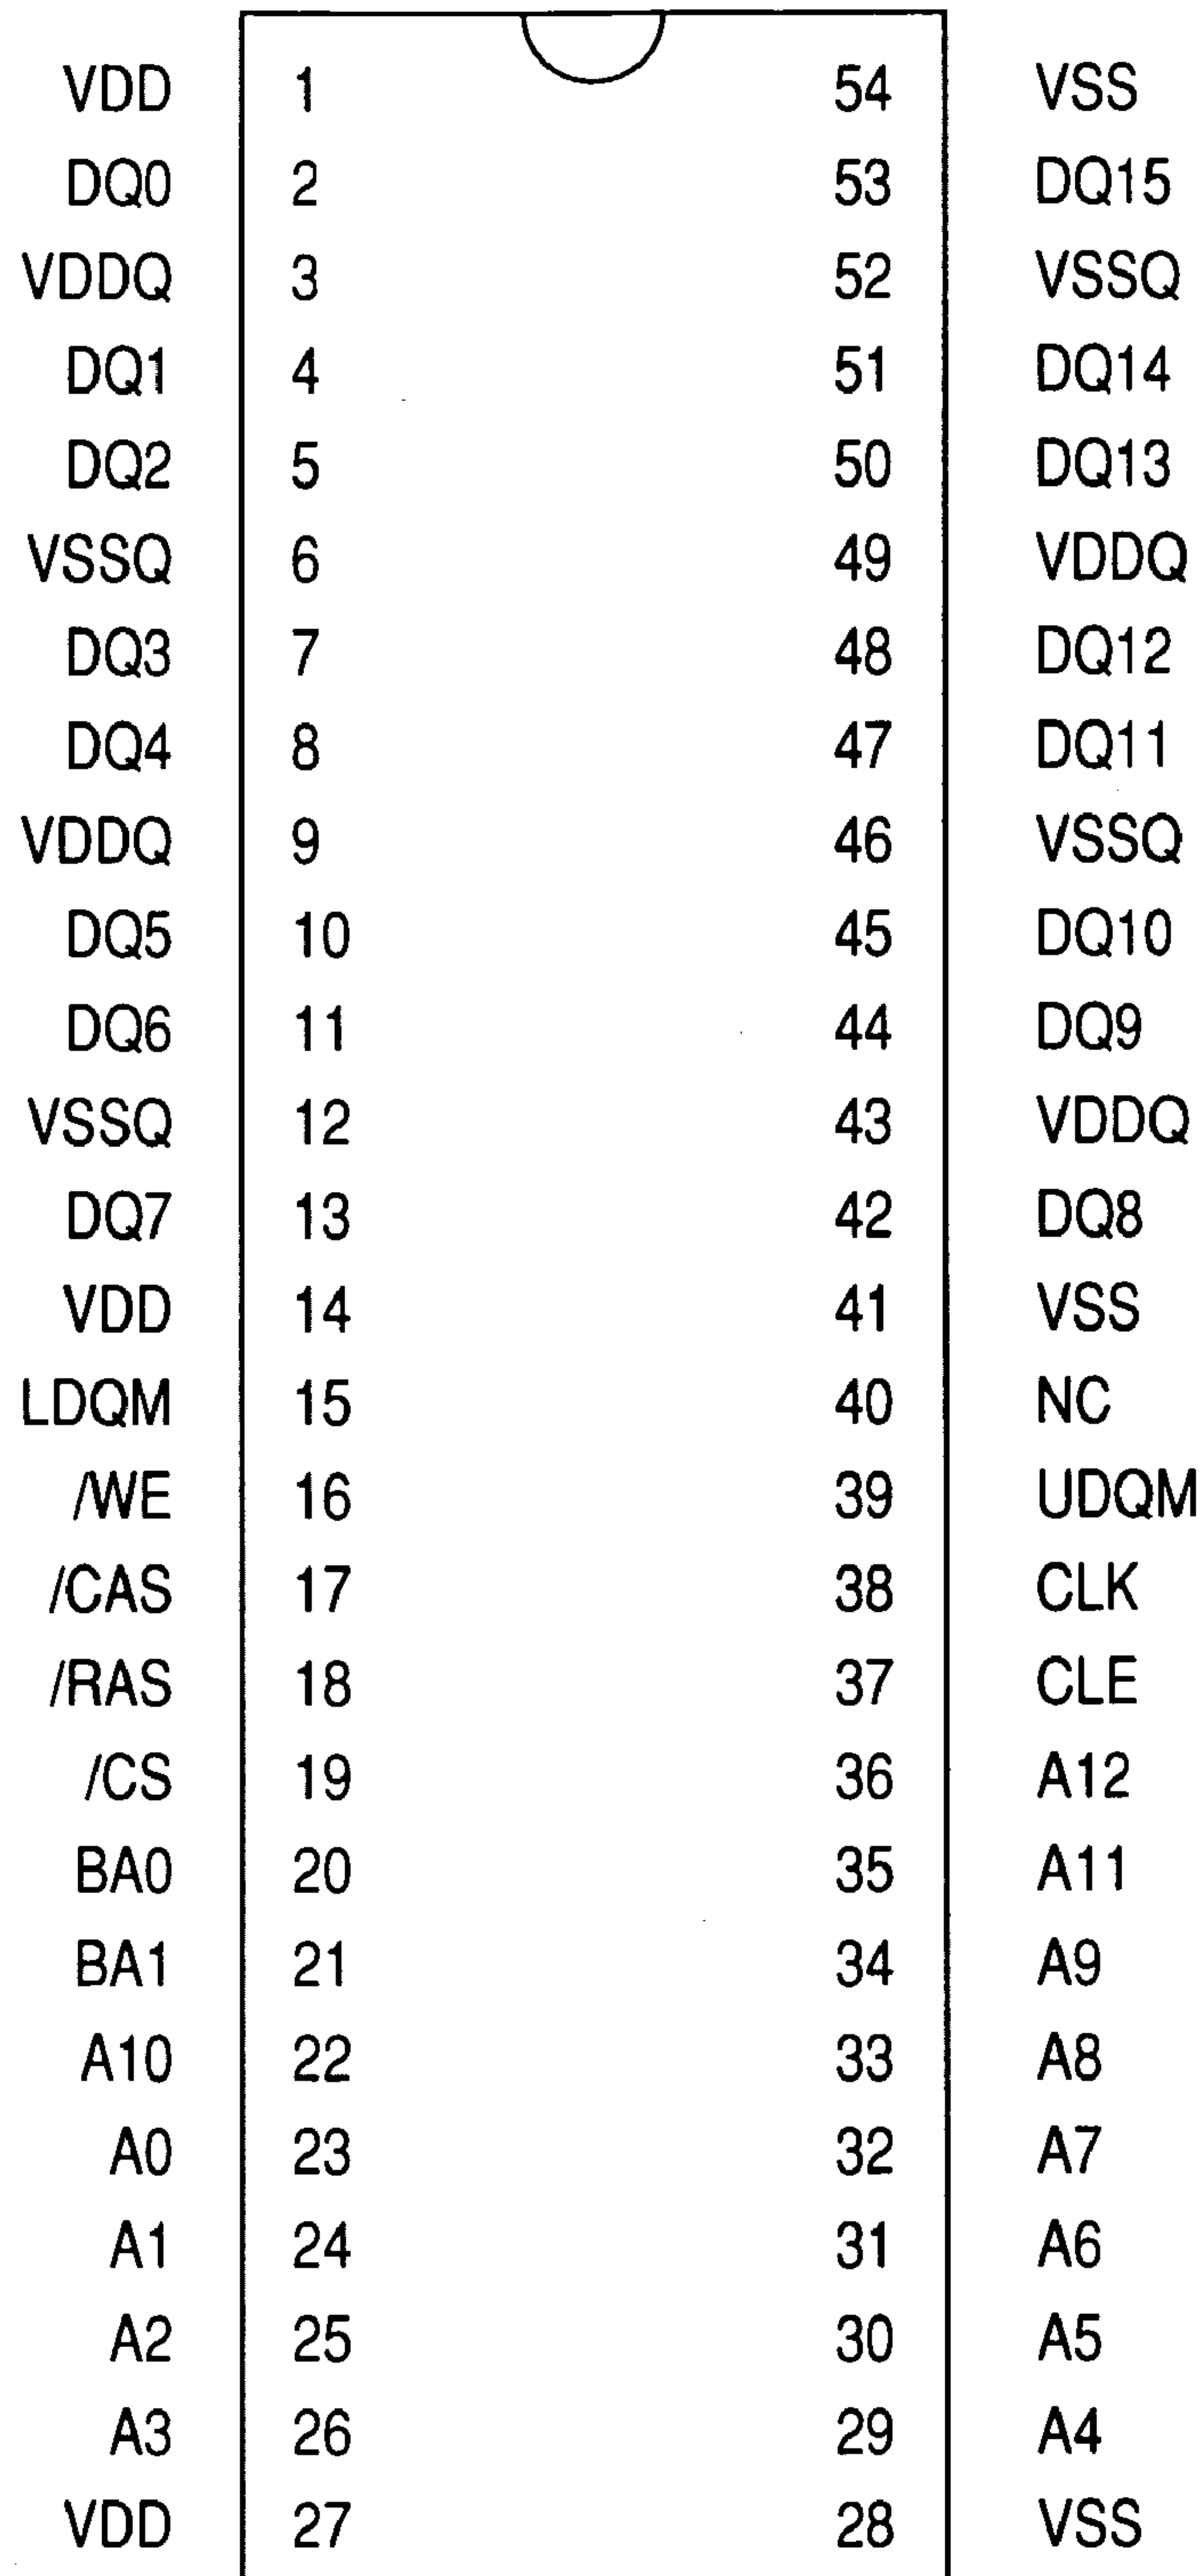 VDD 1 54 VSS
DQ0 2 53 DQ15
VDDQ 3 52 VSSQ
DQ1 4 51 DQ14
DQ2 5 50 DQ13
VSSQ 6 49 VDDQ
DQ3 7 48 DQ12
DQ4 8 47 DQ11
VDDQ 9 46 VSSQ
DQ5 10 45 DQ10
DQ6 11 44 DQ9
VSSQ 12 43 VDDQ
DQ7 13 42 DQ8
VDD 14 41 VSS
LDQM 15 40 NC
/WE 16 39 UDQM
/CAS 17 38 CLK
/RAS 18 37 CLE
/CS 19 36 A12
BA0 20 35 A11
BA1 21 34 A9
A10 22 33 A8
A0 23 32 A7
A1 24 31 A6
A2 25 30 A5
A3 26 29 A4
VDD 27 28 VSS